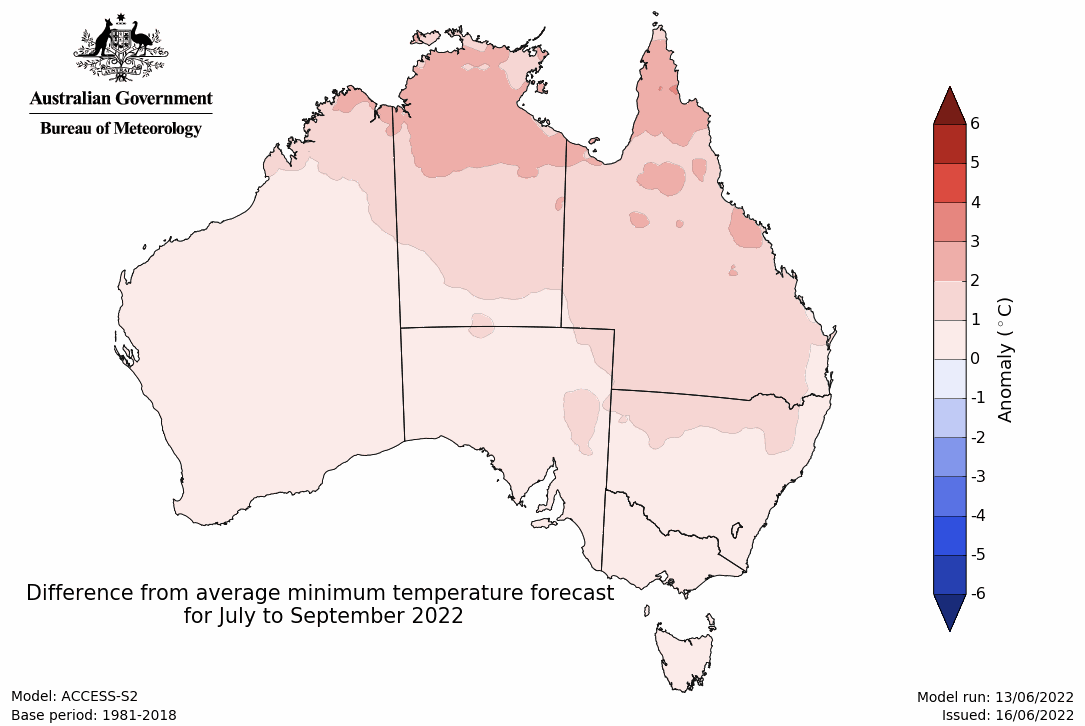 Australian Government
Bureau of Meteorology
6
5
4
3
2
1
0
-1
-2
-3
-4
-5
-6
Anomaly (°C)
Difference from average minimum temperature forecast
for July to September 2022
Model: ACCESS-S2
Base period: 1981-2018
Model run: 13/06/2022
Issued: 16/06/2022